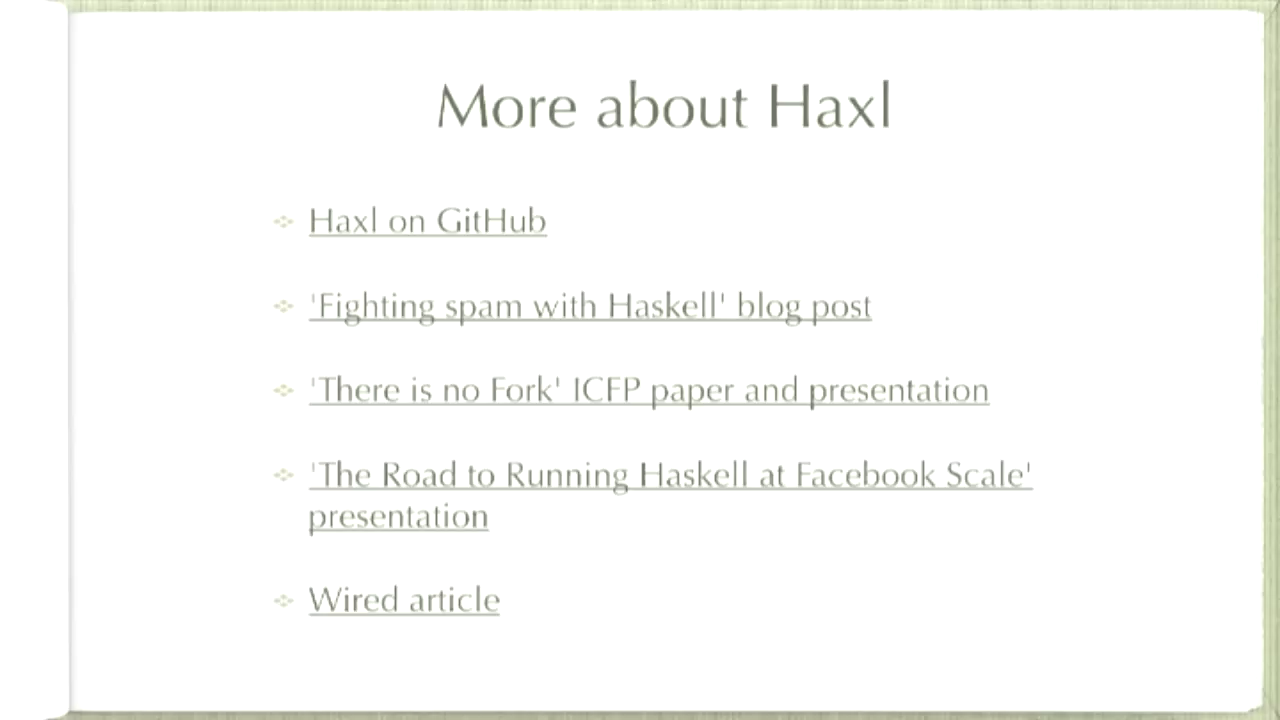 More about Haxl
Haxl on GitHub
'Fighting spam with Haskell' blog post
'There is no Fork' ICFP paper and presentation
'The Road to Running Haskell at Facebook Scale'
presentation
Wired article